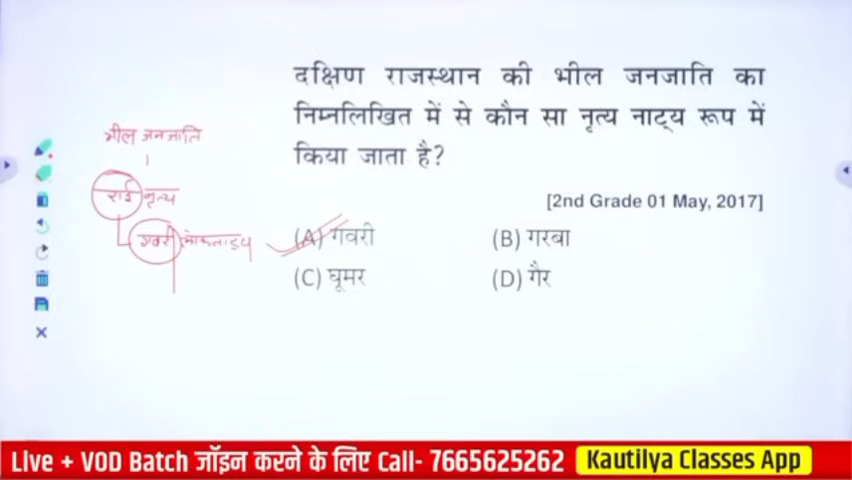 दक्षिण राजस्थान की भील जनजाति का
निम्नलिखित में से कौन सा नृत्य नाट्य रूप में
किया जाता है?
[2nd Grade 01 May, 2017]
(A) गवरी
(B) गरबा
(C) घूमर
(D) गैर
भील जनजाति
राई नृत्य
गवरी लोकनाट्य
LIve + VOD Batch जॉइन करने के लिए Call- 7665625262 Kautilya Classes App